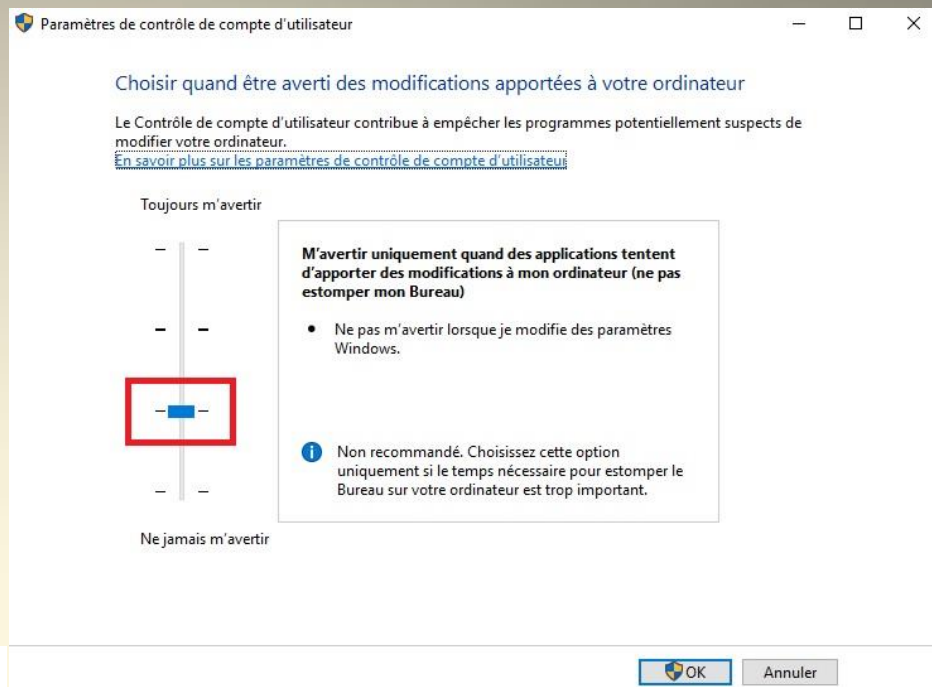 Paramètres de contrôle de compte d'utilisateur
Choisir quand être averti des modifications apportées à votre ordinateur
Le Contrôle de compte d'utilisateur contribue à empêcher les programmes potentiellement suspects de
modifier votre ordinateur.
En savoir plus sur les paramètres de contrôle de compte d'utilisateur
Toujours m'avertir
M'avertir uniquement quand des applications tentent
d'apporter des modifications à mon ordinateur (ne pas
estomper mon Bureau)
• Ne pas m'avertir lorsque je modifie des paramètres
Windows.
Non recommandé. Choisissez cette option
uniquement si le temps nécessaire pour estomper le
Bureau sur votre ordinateur est trop important.
Ne jamais m'avertir
OK Annuler